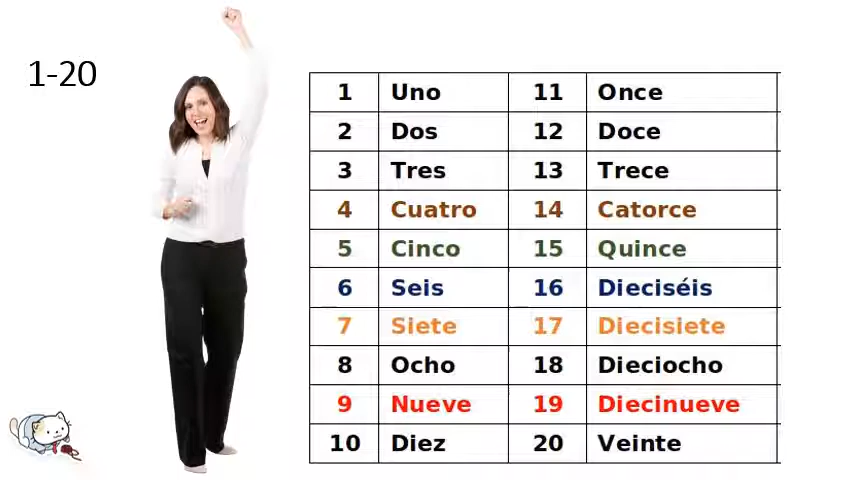 1-20
1 Uno 11 Once
2 Dos 12 Doce
3 Tres 13 Trece
4 Cuatro 14 Catorce
5 Cinco 15 Quince
6 Seis 16 Dieciséis
7 Siete 17 Diecisiete
8 Ocho 18 Dieciocho
9 Nueve 19 Diecinueve
10 Diez 20 Veinte